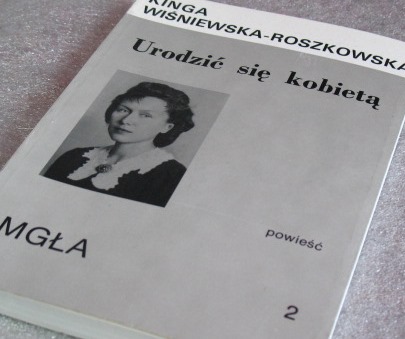 KINGA
WIŚNIEWSKA-ROSZKOWSKA
Urodzić się kobietą
powieść
MGŁA
2